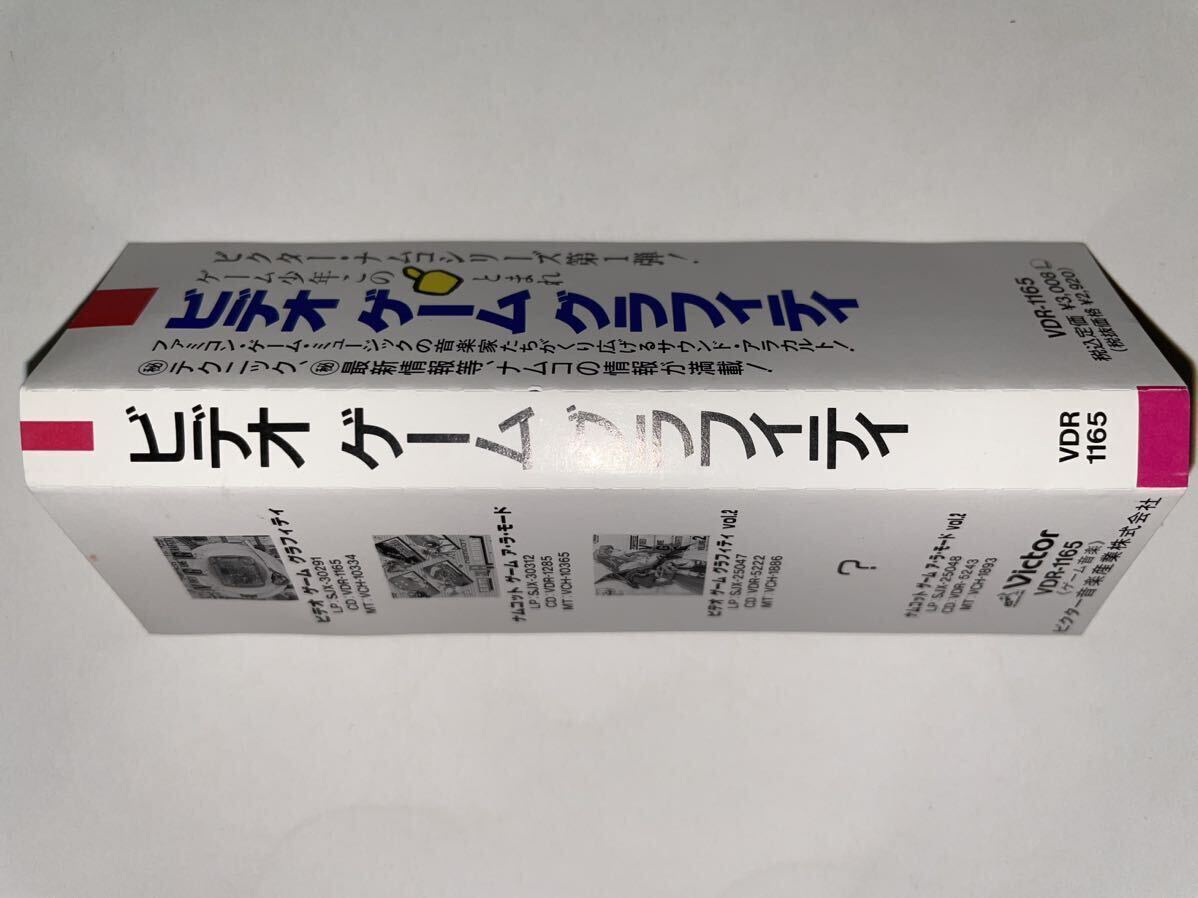 ビクター・ナムコシリーズ第1弾!
ゲーム少年、この
とまれ
ビデオ ゲーム グラフィティ
ファミコン・ゲーム・ミュージックの音楽家たちがくり広げるサウンド・アラカルト!
㊙テクニック、㊙最新情報等、ナムコの情報が満載!
VDR-1165
税込定価 ¥3,008
(税抜価格 ¥2,920)
ビデオ ゲーム グラフィティ
VDR
1165
ビデオ ゲーム グラフィティ
LP:SJX-30291
CD:VDR-1165
MT:VCH-10334
ナムコット ゲーム ア・ラ・モード
LP:SJX-30312
CD:VDR-1285
MT:VCH-10365
ビデオ ゲーム グラフィティ vol.2
LP:SJX-25047
CD:VDR-5222
MT:VCH-6886
?
ナムコット ゲーム ア・ラ・モード vol.2
LP:SJX-25048
CD:VDR-5243
MT:VCH-6893
Victor
VDR-1165
(ゲーム音楽)
ビクター音楽産業株式会社